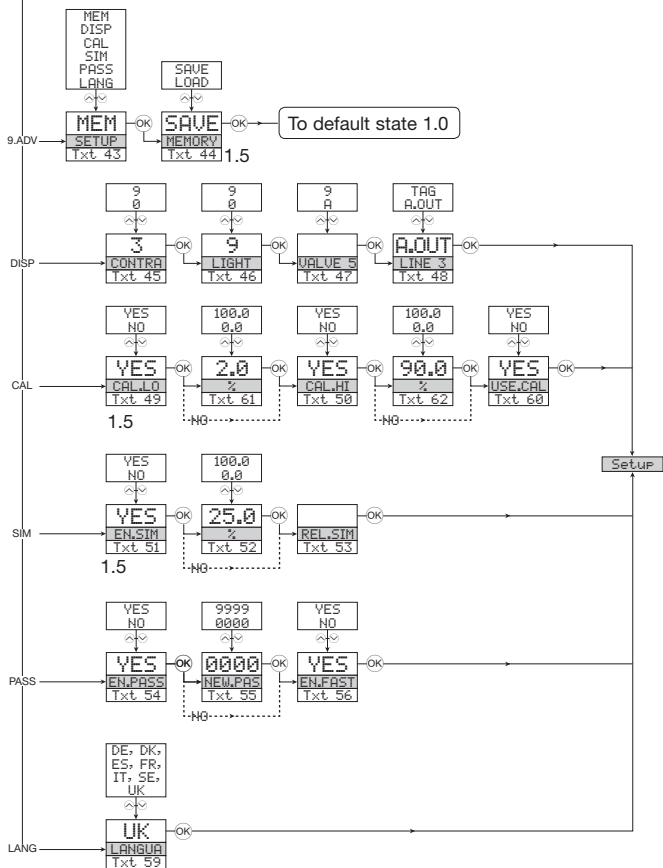 MEM
DISP
CAL
SIM
PASS
LANG
SAVE
LOAD
9.ADV
MEM
OK
SAVE
OK
To default state 1.0
SETUP
MEMORY
Txt 43
Txt 44
1.5
9
0
9
0
9
A
TAG
A.OUT
DISP
3
OK
9
OK
OK
A.OUT
OK
CONTRA
LIGHT
VALVE 5
LINE 3
Txt 45
Txt 46
Txt 47
Txt 48
YES
NO
100.0
0.0
YES
NO
100.0
0.0
YES
NO
CAL
YES
OK
2.0
OK
YES
OK
90.0
OK
YES
OK
CAL.LO
%
CAL.HI
%
USE.CAL
Txt 49
Txt 61
Txt 50
Txt 62
Txt 60
NO
NO
1.5
Setup
YES
NO
100.0
0.0
SIM
YES
OK
25.0
OK
OK
EN.SIM
%
REL.SIM
Txt 51
Txt 52
Txt 53
NO
1.5
YES
NO
9999
0000
YES
NO
PASS
YES
OK
0000
OK
YES
OK
EN.PASS
NEW.PAS
EN.FAST
Txt 54
Txt 55
Txt 56
NO
DE, DK,
ES, FR,
IT, SE,
UK
LANG
UK
OK
LANGUA
Txt 59